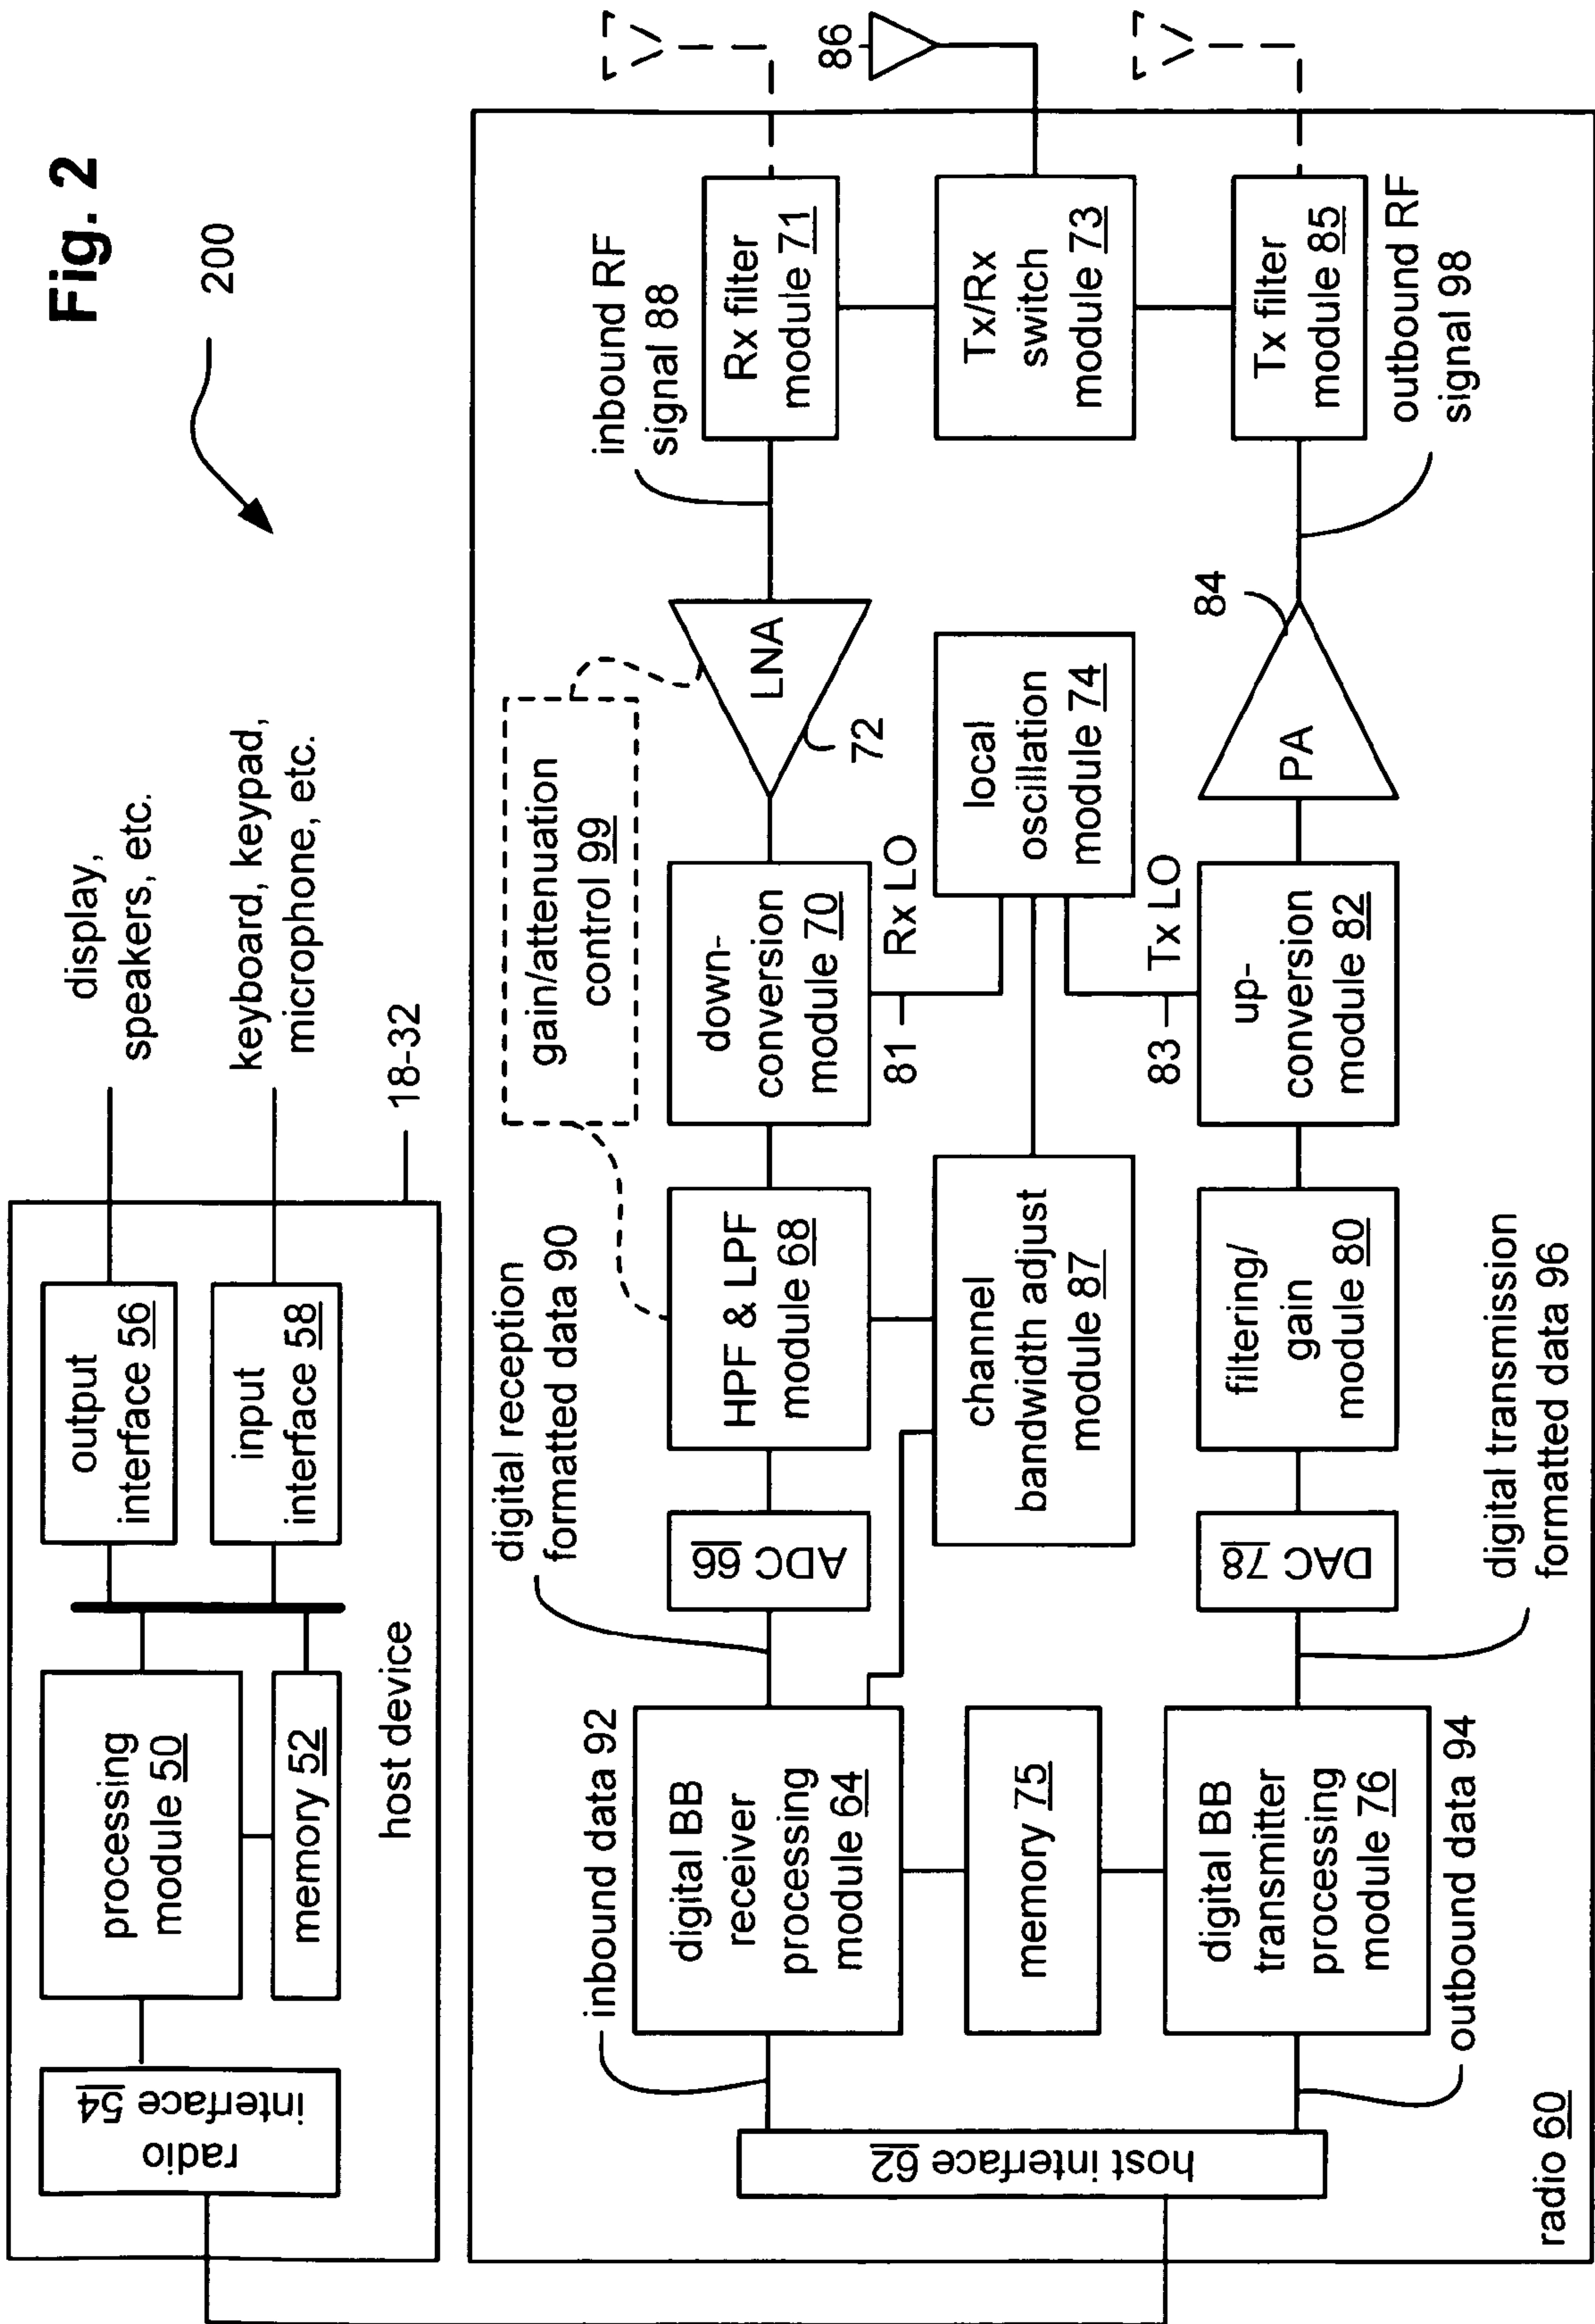 Fig. 2
200
display,
speakers, etc.
keyboard, keypad,
microphone, etc.
18-32
output
interface 56
input
interface 58
processing
module 50
memory 52
host device
radio
interface 54
inbound RF
signal 88
Rx filter
module 71
86
Tx/Rx
switch
module 73
Tx filter
module 85
outbound RF
signal 98
LNA
72
gain/attenuation
control 99
local
oscillation
module 74
84
PA
down-
conversion
module 70
81
Rx LO
83
Tx LO
up-
conversion
module 82
HPF & LPF
module 68
channel
bandwidth adjust
module 87
filtering/
gain
module 80
digital reception
formatted data 90
ADC 66
DAC 78
digital transmission
formatted data 96
inbound data 92
digital BB
receiver
processing
module 64
memory 75
digital BB
transmitter
processing
module 76
outbound data 94
host interface 62
radio 60